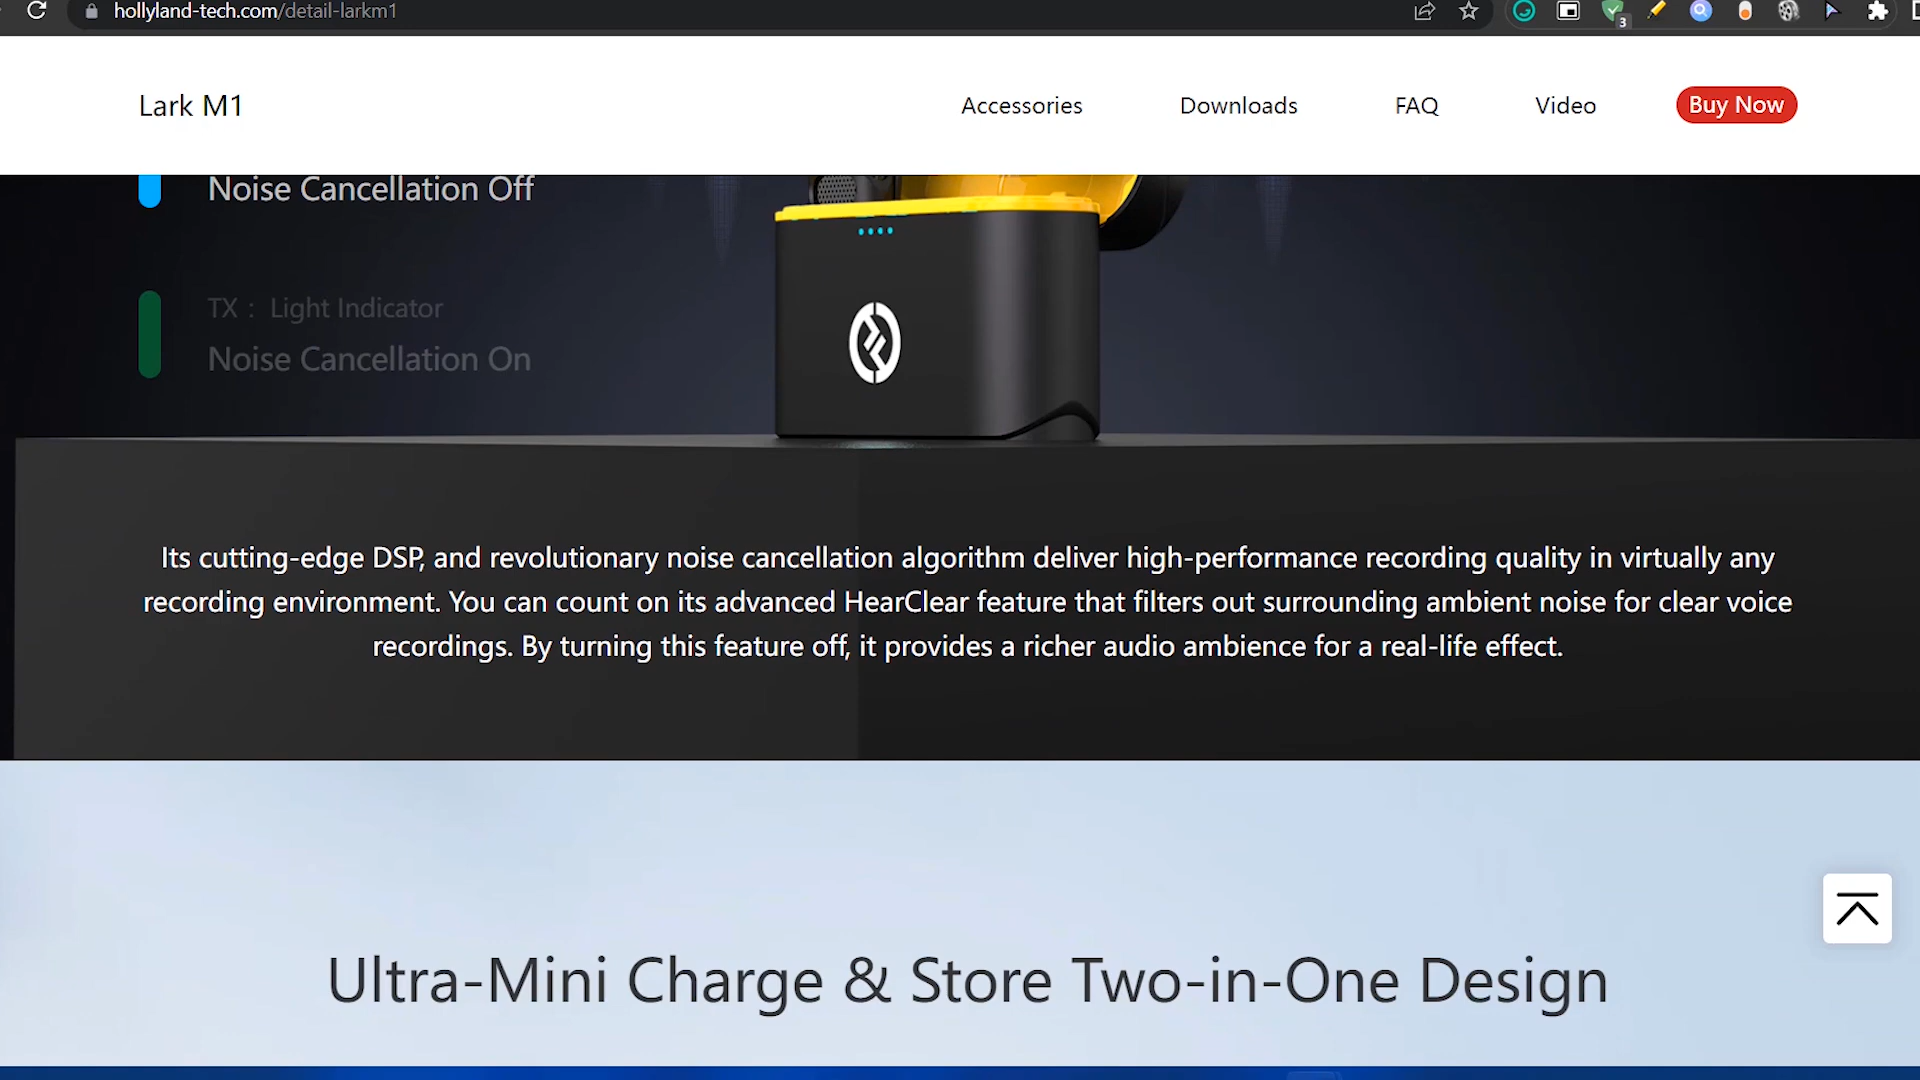 hollyland-tech.com/detail-larkm1
3
Lark M1
Accessories
Downloads
FAQ
Video
Buy Now
Noise Cancellation Off
TX： Light Indicator
Noise Cancellation On
Its cutting-edge DSP, and revolutionary noise cancellation algorithm deliver high-performance recording quality in virtually any
recording environment. You can count on its advanced HearClear feature that filters out surrounding ambient noise for clear voice
recordings. By turning this feature off, it provides a richer audio ambience for a real-life effect.
Ultra-Mini Charge & Store Two-in-One Design